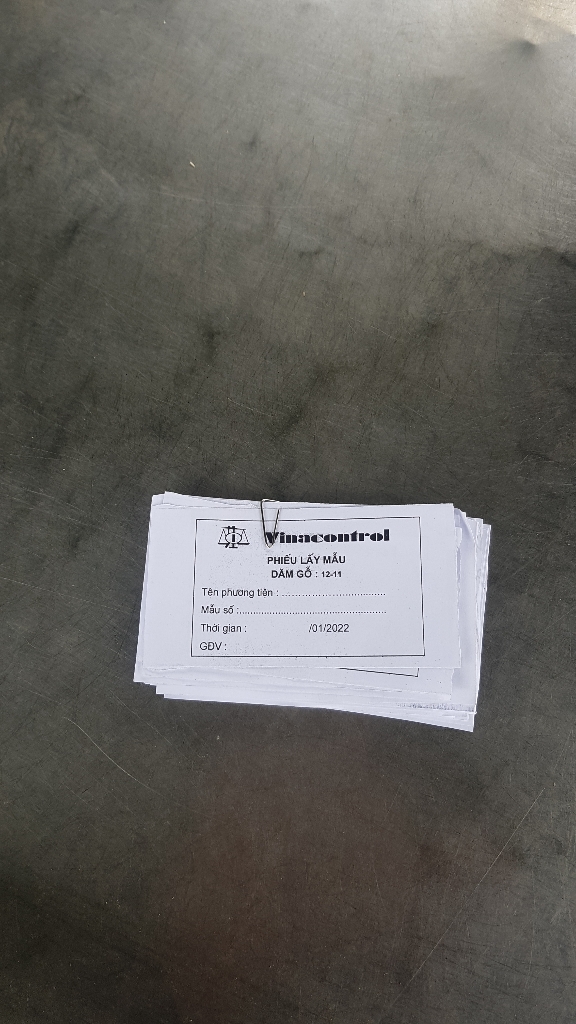 Vinacontrol
PHIẾU LẤY MẪU
DĂM GỖ : 12-11
Tên phương tiện : ...................................
Mẫu số :..................................................
Thời gian : /01/2022
GĐV :